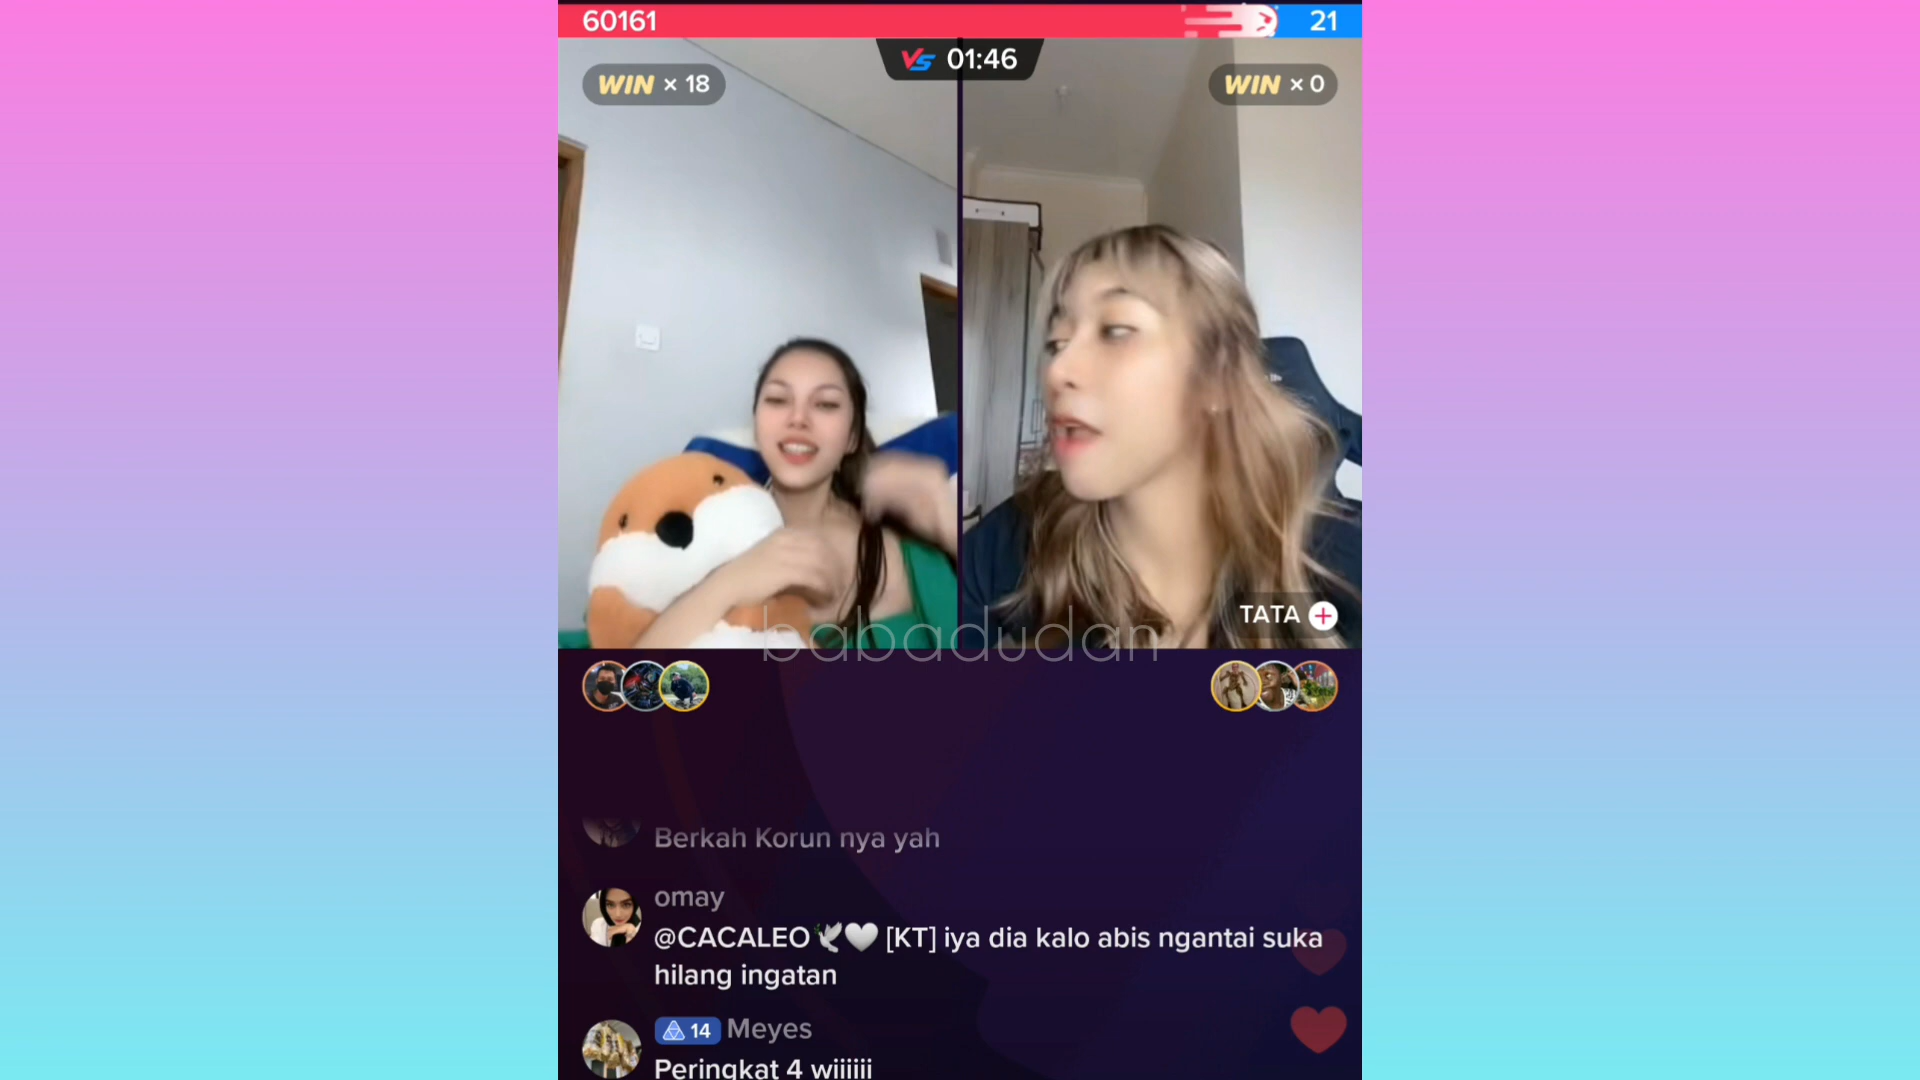 60161
21
VS 01:46
WIN × 18
WIN × 0
TATA
babadudan
Berkah Korun nya yah
omay
@CACALEO🕊🤍 [KT] iya dia kalo abis ngantai suka
hilang ingatan
14 Meyes
Peringkat 4 wiiiiii